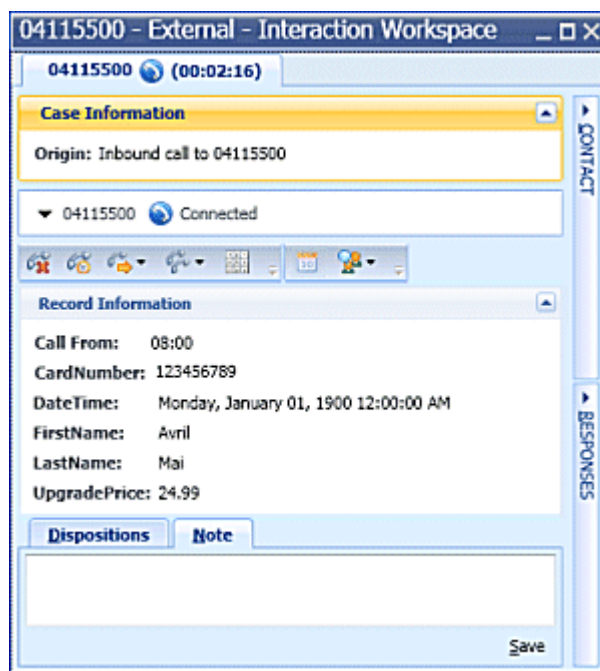 04115500 - External - Interaction Workspace
04115500 (00:02:16)
Case Information
Origin: Inbound call to 04115500
04115500 Connected
Record Information
Call From: 08:00
CardNumber: 123456789
DateTime: Monday, January 01, 1900 12:00:00 AM
FirstName: Avril
LastName: Mai
UpgradePrice: 24.99
Dispositions Note
Save
CONTACT
RESPONSES